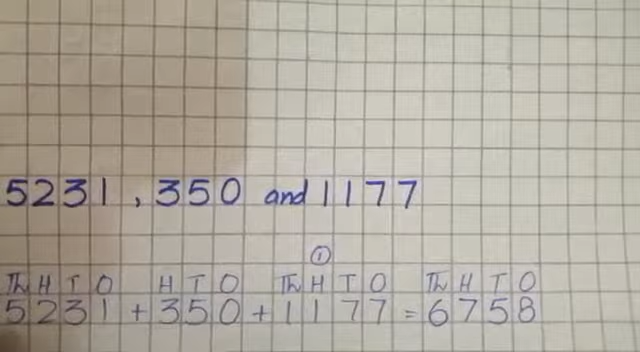 5231, 350 and 1177
①
Th H T O H T O Th H T O Th H T O
5231 + 350 + 1177 = 6758